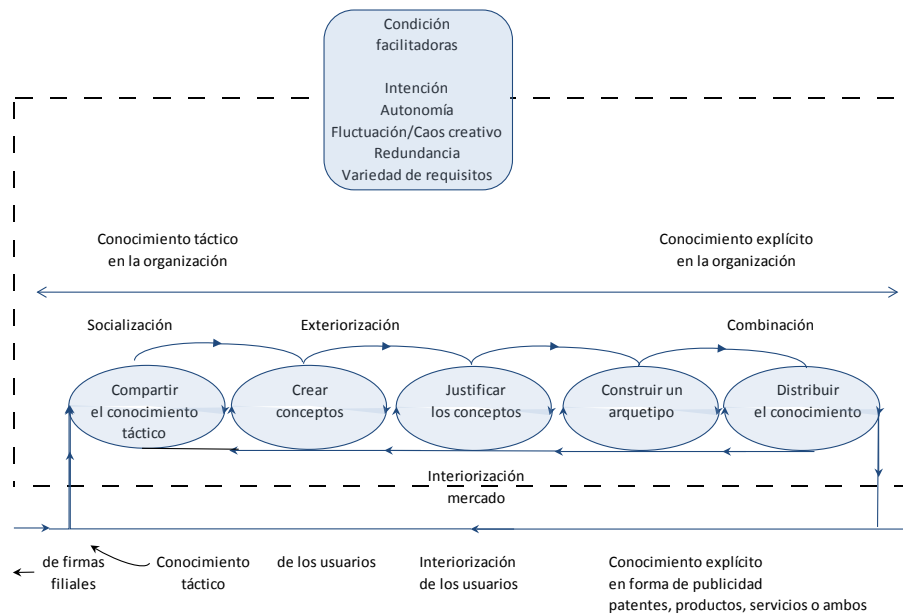 Condición
facilitadoras
Intención
Autonomía
Fluctuación/Caos creativo
Redundancia
Variedad de requisitos
Conocimiento táctico
en la organización
Conocimiento explícito
en la organización
Socialización
Exteriorización
Combinación
Compartir
el conocimiento
táctico
Crear
conceptos
Justificar
los conceptos
Construir un
arquetipo
Distribuir
el conocimiento
Interiorización
mercado
de firmas
filiales
Conocimiento
táctico
de los usuarios
Interiorización
de los usuarios
Conocimiento explícito
en forma de publicidad
patentes, productos, servicios o ambos